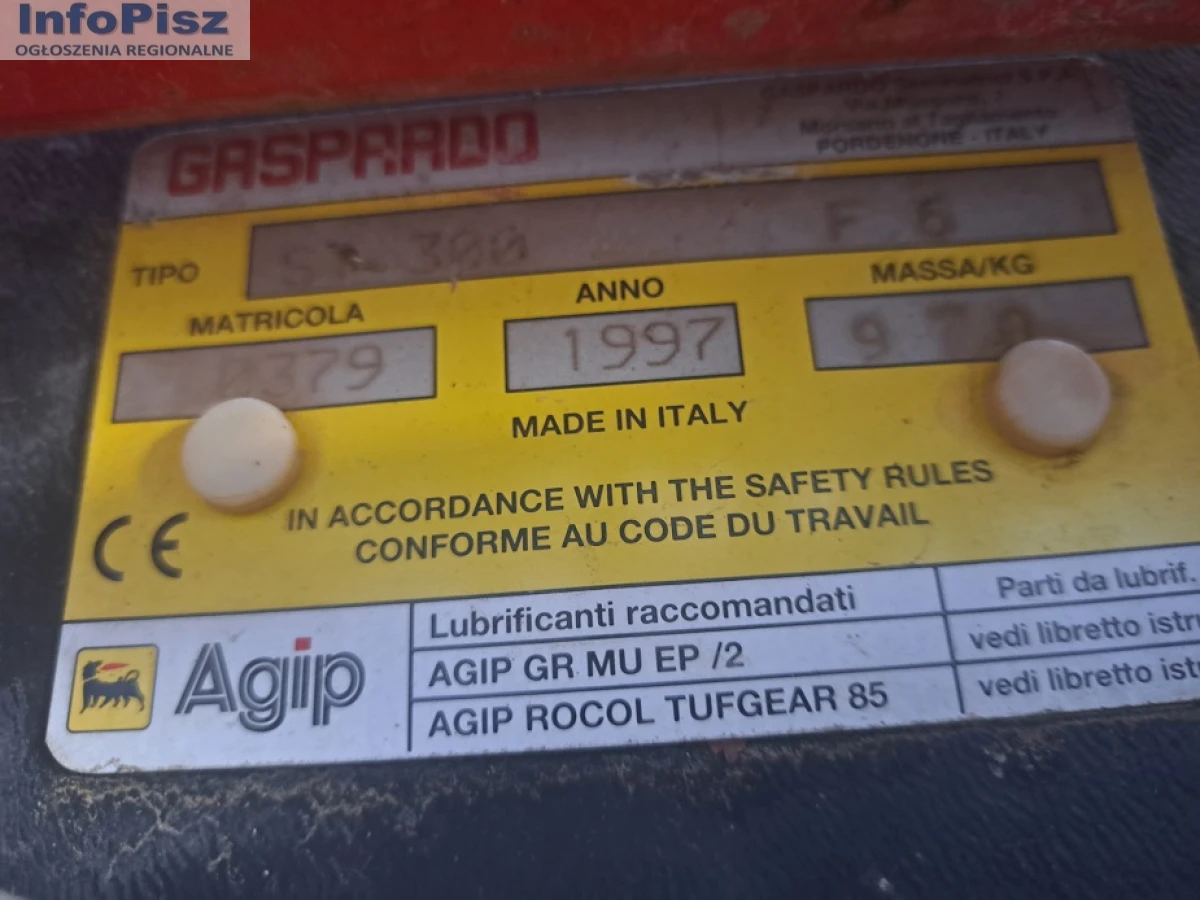 InfoPisz
OGŁOSZENIA REGIONALNE
GASPARDO
PORDENONE - ITALY
TIPO 300 F 6
MATRICOLA ANNO MASSA/KG
1997
MADE IN ITALY
IN ACCORDANCE WITH THE SAFETY RULES
CONFORME AU CODE DU TRAVAIL
CE
Agip
Lubrificanti raccomandati Parti da lubrif.
AGIP GR MU EP /2 vedi libretto
AGIP ROCOL TUFGEAR 85 vedi libretto